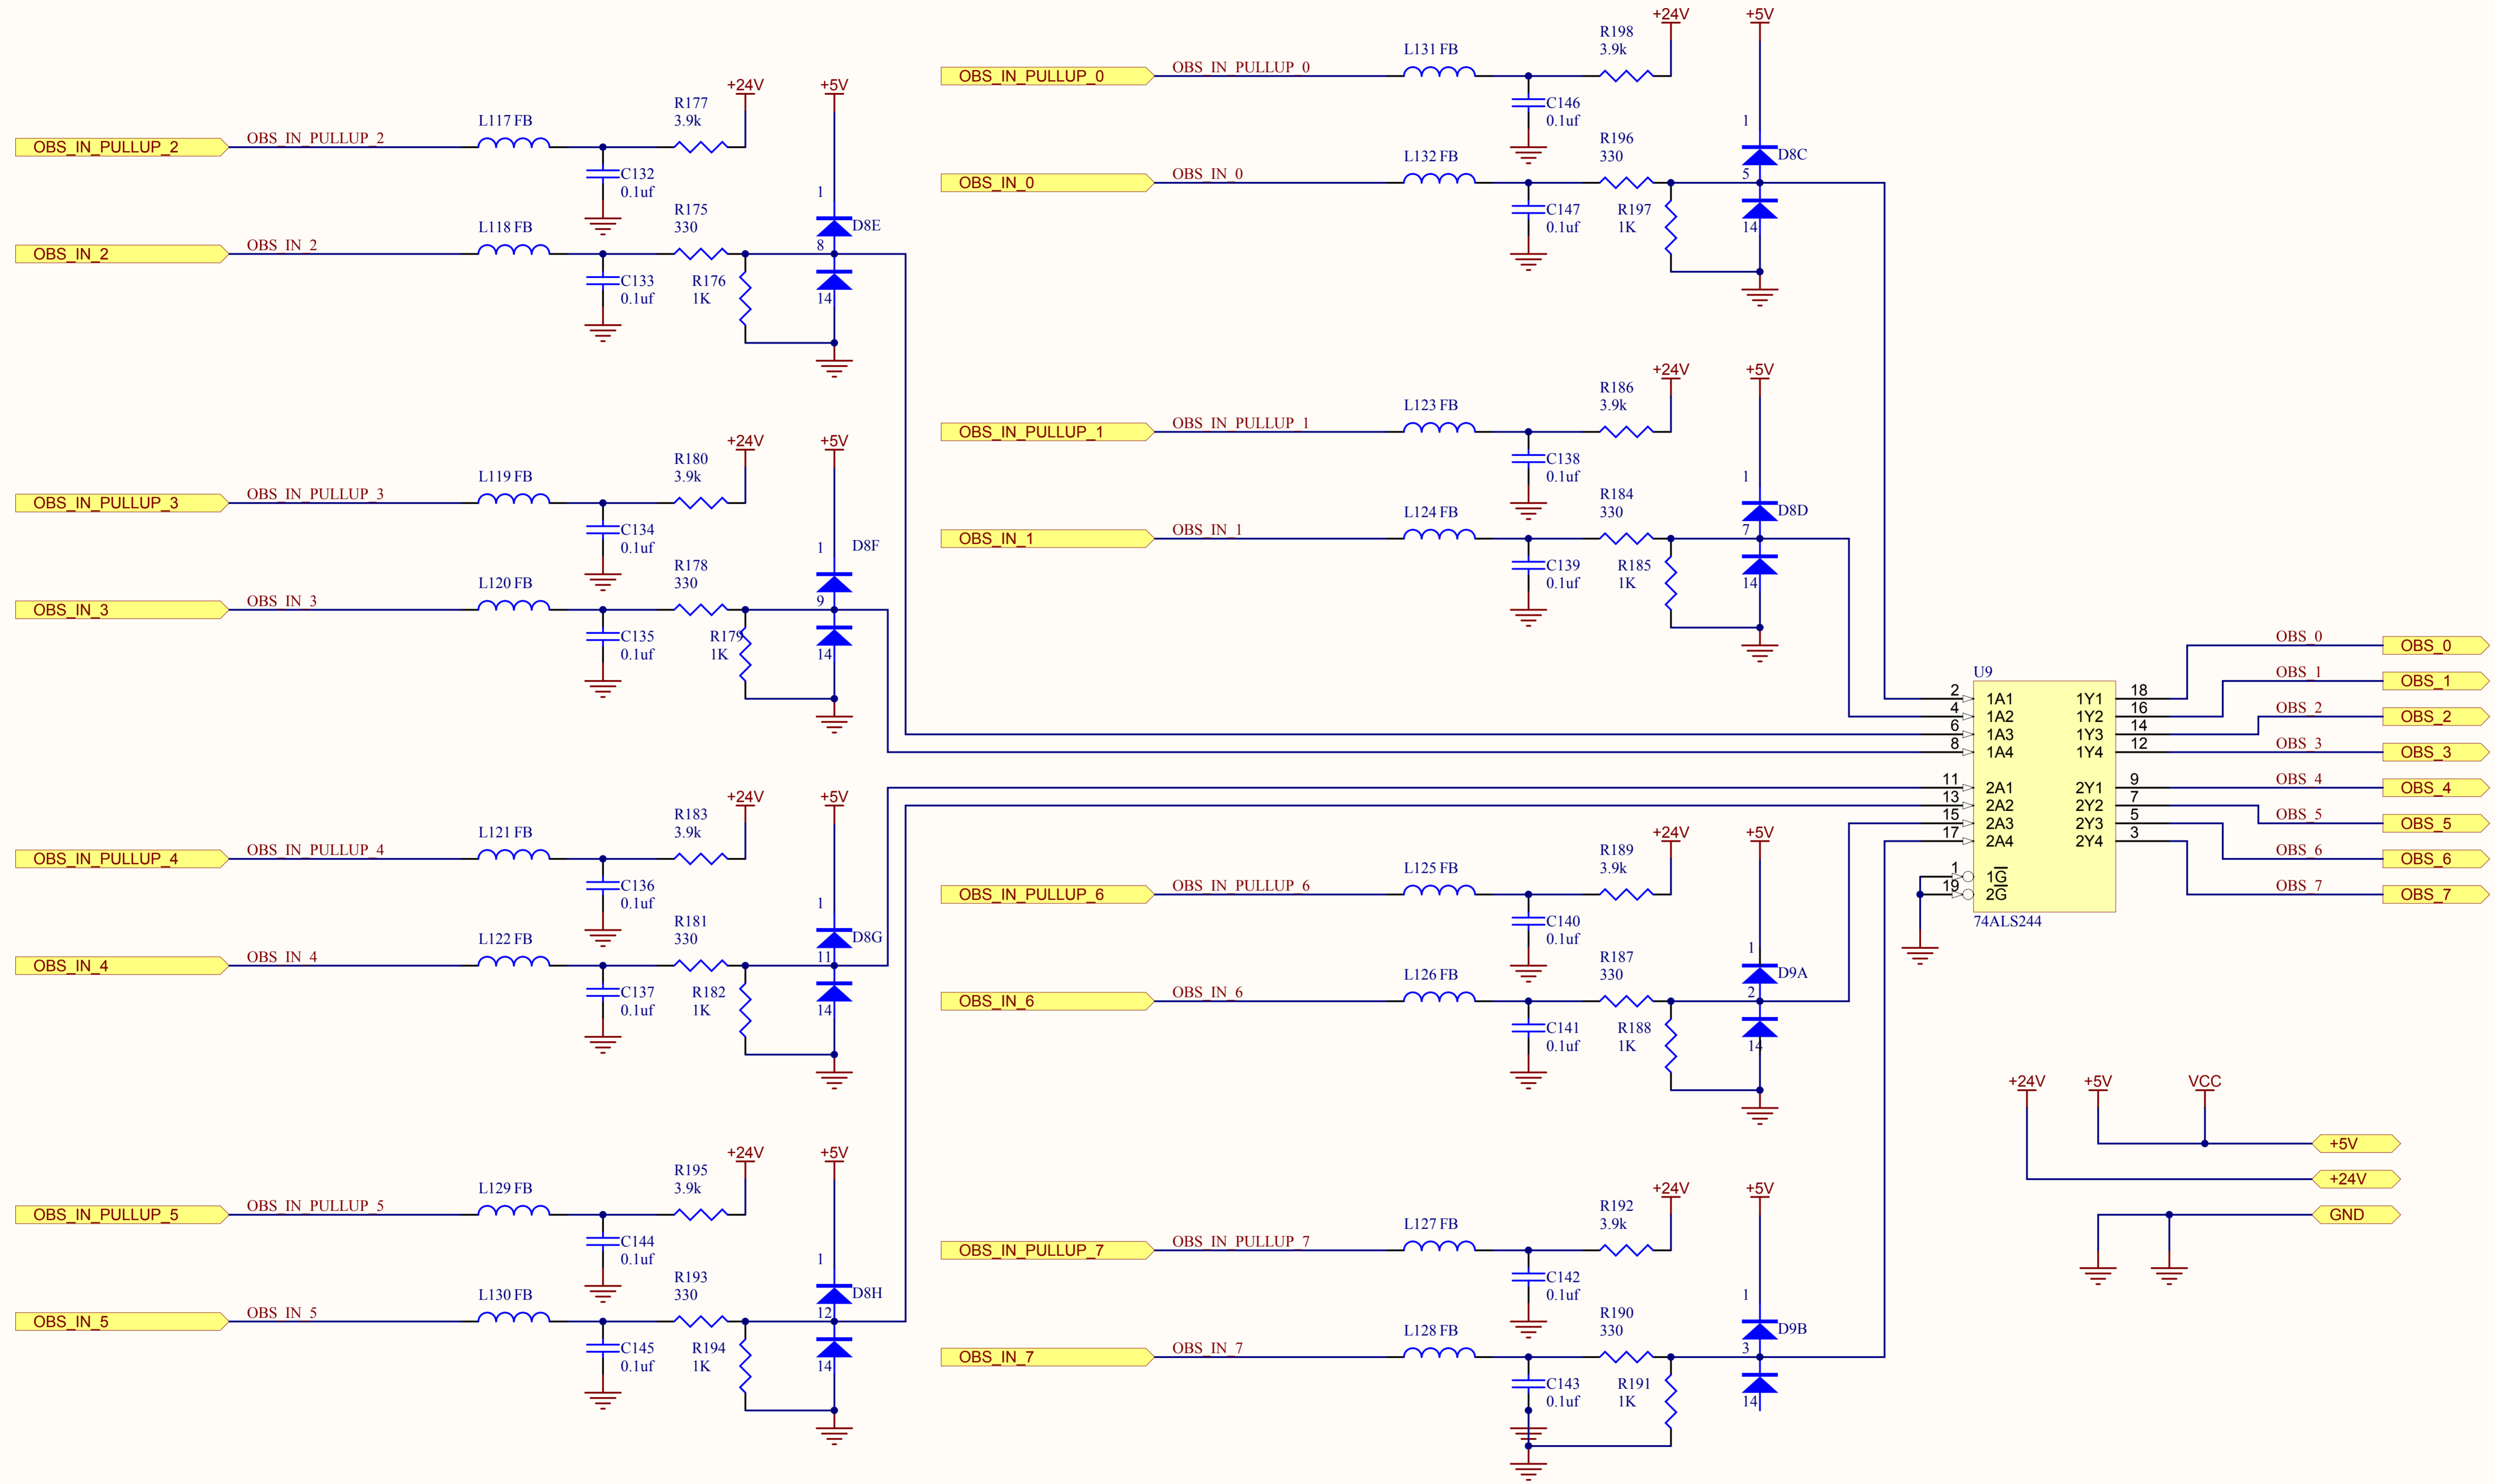 +24V
+5V
R177
3.9k
L117 FB
OBS_IN_PULLUP_2
OBS_IN_PULLUP_2
C132
0.1uf
1
R175
330
L118 FB
D8E
8
OBS_IN_2
OBS_IN_2
C133
0.1uf
R176
1K
14
+24V
+5V
R180
3.9k
L119 FB
OBS_IN_PULLUP_3
OBS_IN_PULLUP_3
C134
0.1uf
1
D8F
R178
330
L120 FB
9
OBS_IN_3
OBS_IN_3
C135
0.1uf
R179
1K
14
+24V
+5V
R183
3.9k
L121 FB
OBS_IN_PULLUP_4
OBS_IN_PULLUP_4
C136
0.1uf
1
R181
330
L122 FB
D8G
11
OBS_IN_4
OBS_IN_4
C137
0.1uf
R182
1K
14
+24V
+5V
R195
3.9k
L129 FB
OBS_IN_PULLUP_5
OBS_IN_PULLUP_5
C144
0.1uf
1
R193
330
L130 FB
D8H
12
OBS_IN_5
OBS_IN_5
C145
0.1uf
R194
1K
14
+24V
+5V
R198
3.9k
L131 FB
OBS_IN_PULLUP_0
OBS_IN_PULLUP_0
C146
0.1uf
1
R196
330
L132 FB
D8C
5
OBS_IN_0
OBS_IN_0
C147
0.1uf
R197
1K
14
+24V
+5V
R186
3.9k
L123 FB
OBS_IN_PULLUP_1
OBS_IN_PULLUP_1
C138
0.1uf
1
R184
330
L124 FB
D8D
7
OBS_IN_1
OBS_IN_1
C139
0.1uf
R185
1K
14
+24V
+5V
R189
3.9k
L125 FB
OBS_IN_PULLUP_6
OBS_IN_PULLUP_6
C140
0.1uf
1
R187
330
L126 FB
D9A
2
OBS_IN_6
OBS_IN_6
C141
0.1uf
R188
1K
14
+24V
+5V
R192
3.9k
L127 FB
OBS_IN_PULLUP_7
OBS_IN_PULLUP_7
C142
0.1uf
1
R190
330
L128 FB
D9B
3
OBS_IN_7
OBS_IN_7
C143
0.1uf
R191
1K
14
U9
2 1A1 1Y1 18
4 1A2 1Y2 16
6 1A3 1Y3 14
8 1A4 1Y4 12
11 2A1 2Y1 9
13 2A2 2Y2 7
15 2A3 2Y3 5
17 2A4 2Y4 3
1 1G
19 2G
74ALS244
OBS_0 OBS_0
OBS_1 OBS_1
OBS_2 OBS_2
OBS_3 OBS_3
OBS_4 OBS_4
OBS_5 OBS_5
OBS_6 OBS_6
OBS_7 OBS_7
+24V +5V VCC
+5V
+24V
GND